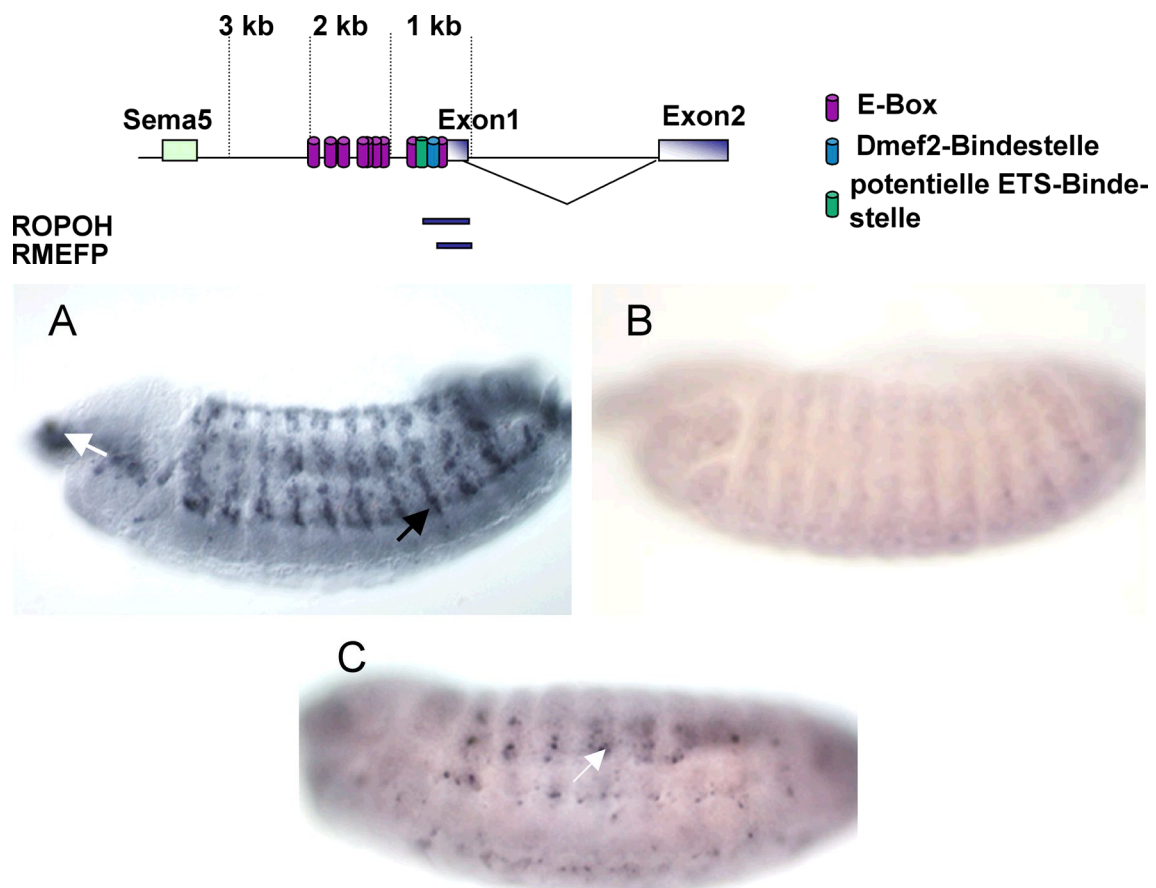 3 kb 2 kb 1 kb
Sema5 Exon1 Exon2
E-Box
Dmef2-Bindestelle
potentielle ETS-Binde-
stelle
ROPOH
RMEFP
A
B
C